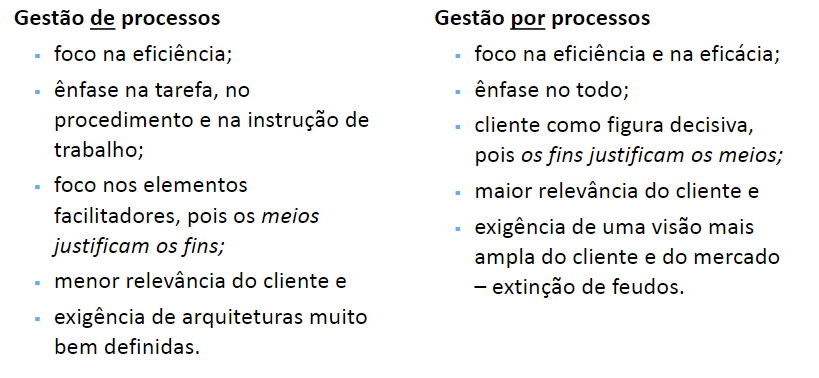 Gestão de processos
▪ foco na eficiência;
▪ ênfase na tarefa, no
procedimento e na instrução de
trabalho;
▪ foco nos elementos
facilitadores, pois os meios
justificam os fins;
▪ menor relevância do cliente e
▪ exigência de arquiteturas muito
bem definidas.
Gestão por processos
▪ foco na eficiência e na eficácia;
▪ ênfase no todo;
▪ cliente como figura decisiva,
pois os fins justificam os meios;
▪ maior relevância do cliente e
▪ exigência de uma visão mais
ampla do cliente e do mercado
– extinção de feudos.